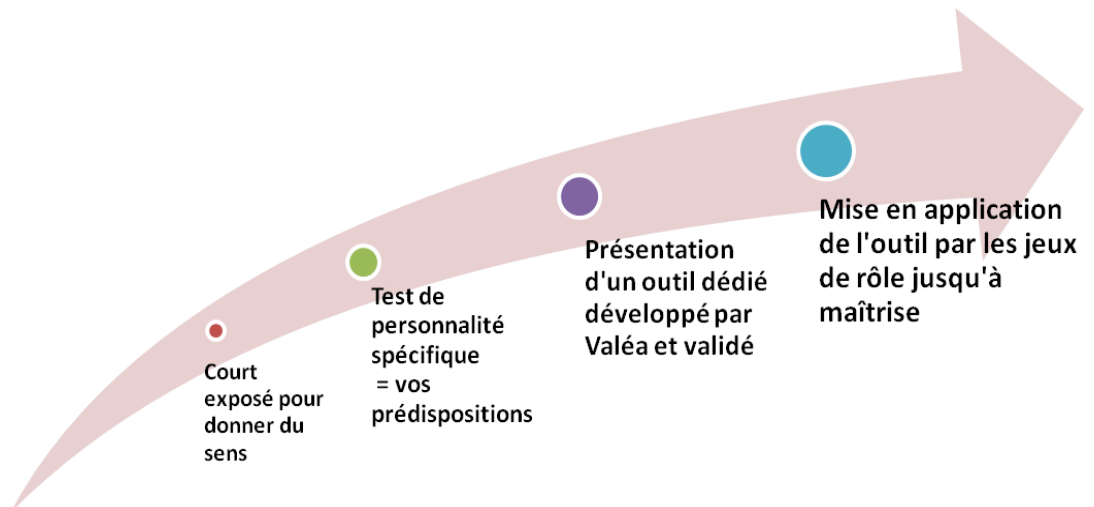 Court
exposé pour
donner du
sens
Test de
personnalité
spécifique
= vos
prédispositions
Présentation
d'un outil dédié
développé par
Valéa et validé
Mise en application
de l'outil par les jeux
de rôle jusqu'à
maîtrise